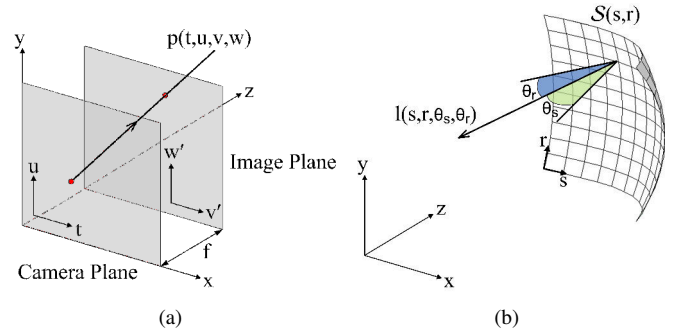 y
p(t,u,v,w)
z
u
t
w′
v′
Image Plane
f
Camera Plane
x
(a)
S(s,r)
θr
θs
l(s,r,θs,θr)
r
s
y
z
x
(b)